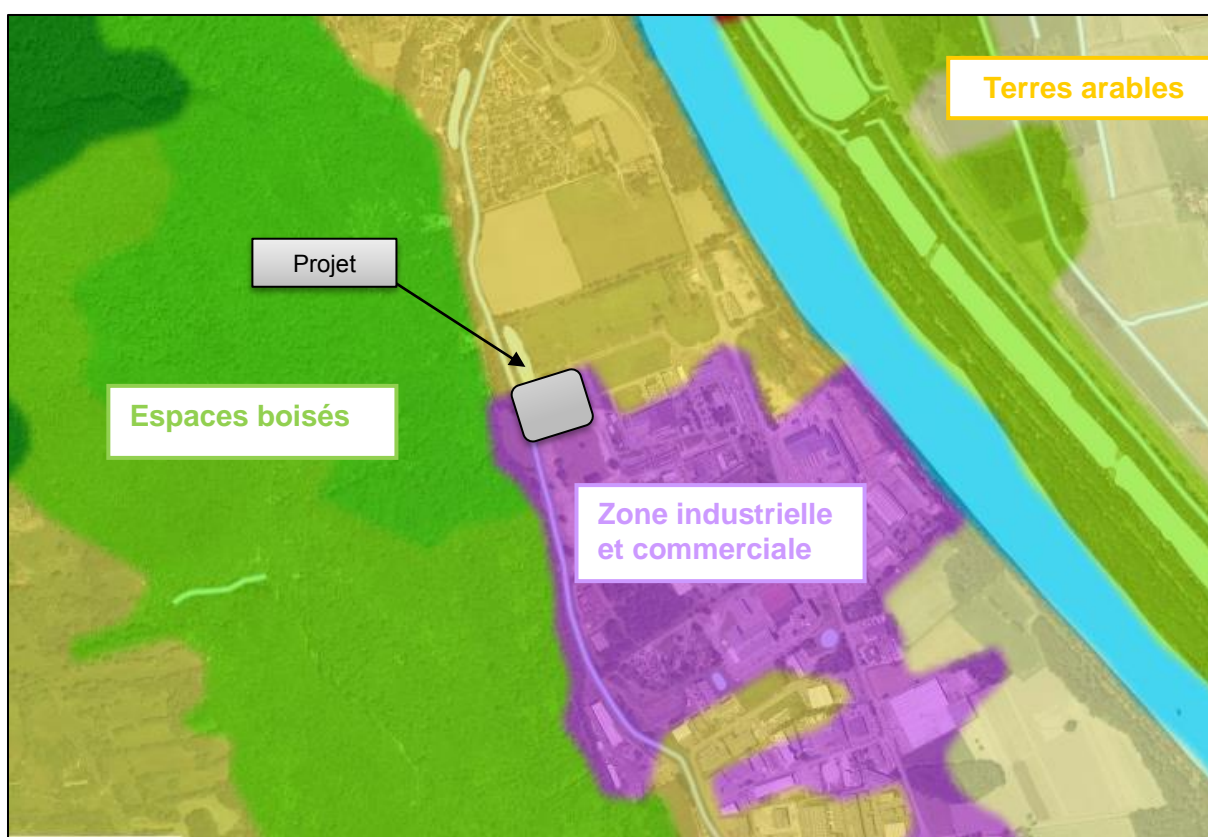 Terres arables
Projet
Espaces boisés
Zone industrielle
et commerciale